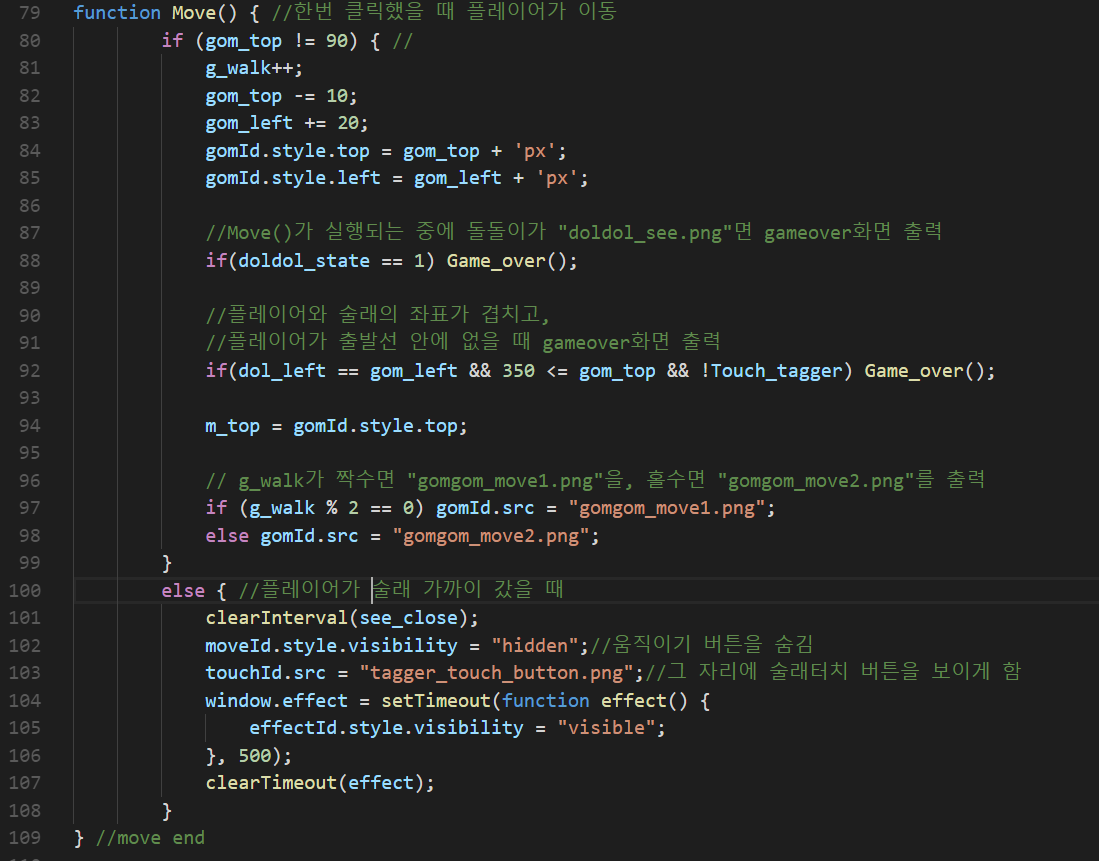 79 function Move() { //한번 클릭했을 때 플레이어가 이동
80 if (gom_top != 90) { //
81 g_walk++;
82 gom_top -= 10;
83 gom_left += 20;
84 gomId.style.top = gom_top + 'px';
85 gomId.style.left = gom_left + 'px';
86
87 //Move()가 실행되는 중에 돌돌이가 "doldol_see.png"면 gameover화면 출력
88 if(doldol_state == 1) Game_over();
89
90 //플레이어와 술래의 좌표가 겹치고,
91 //플레이어가 출발선 안에 없을 때 gameover화면 출력
92 if(dol_left == gom_left && 350 <= gom_top && !Touch_tagger) Game_over();
93
94 m_top = gomId.style.top;
95
96 // g_walk가 짝수면 "gomgom_move1.png"을, 홀수면 "gomgom_move2.png"를 출력
97 if (g_walk % 2 == 0) gomId.src = "gomgom_move1.png";
98 else gomId.src = "gomgom_move2.png";
99 }
100 else { //플레이어가 술래 가까이 갔을 때
101 clearInterval(see_close);
102 moveId.style.visibility = "hidden";//움직이기 버튼을 숨김
103 touchId.src = "tagger_touch_button.png";//그 자리에 술래터치 버튼을 보이게 함
104 window.effect = setTimeout(function effect() {
105 effectId.style.visibility = "visible";
106 }, 500);
107 clearTimeout(effect);
108 }
109 } //move end